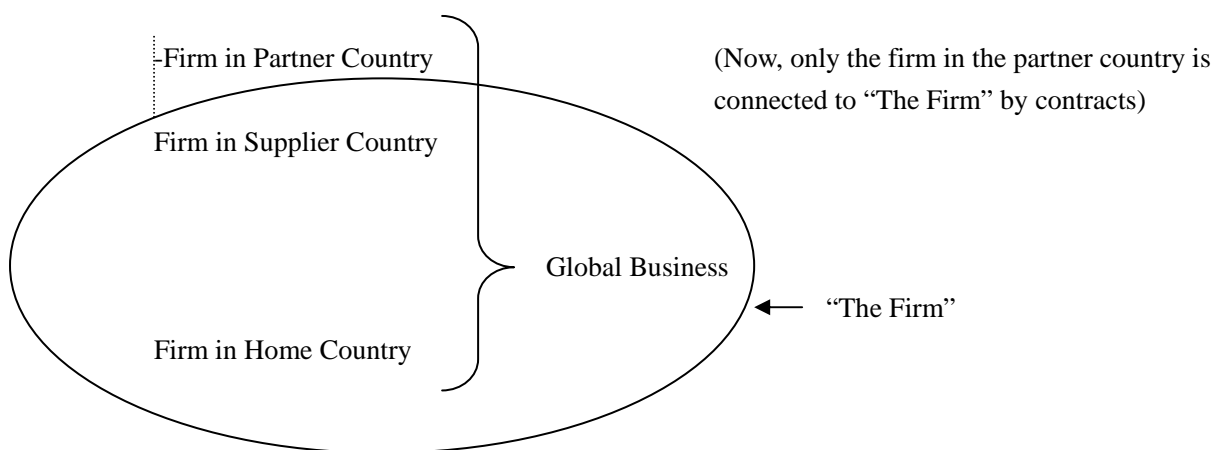 -Firm in Partner Country
(Now, only the firm in the partner country is
connected to “The Firm” by contracts)
Firm in Supplier Country
Global Business
“The Firm”
Firm in Home Country